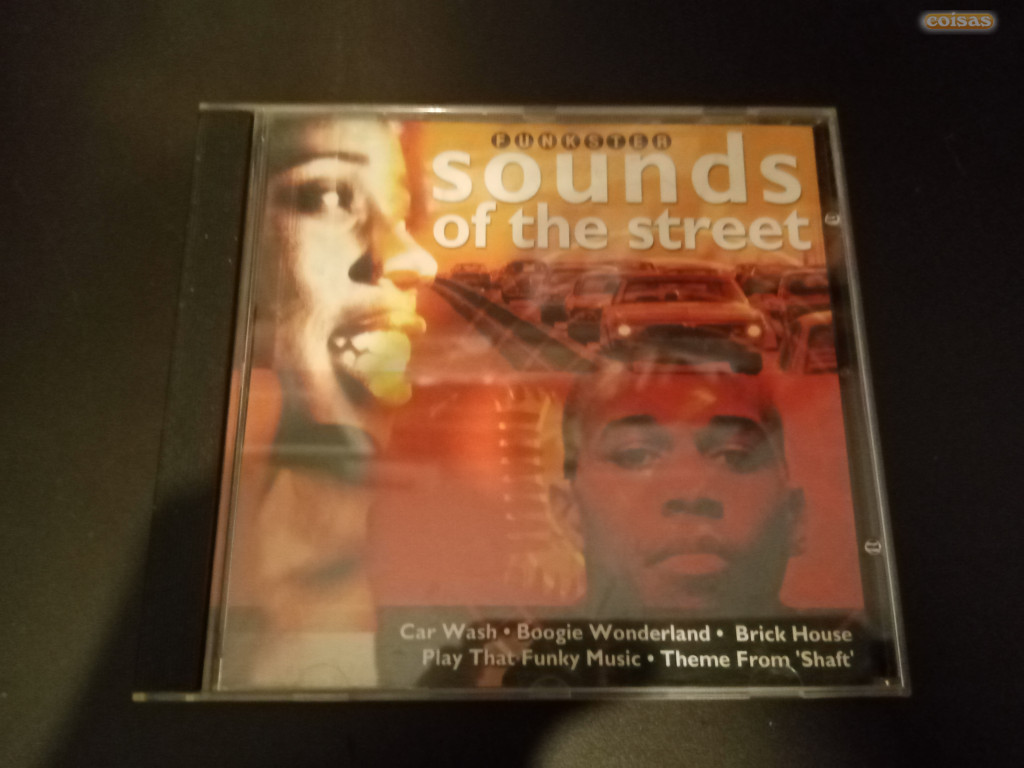 coisas
FUNKSTER
sounds
of the street
Car Wash • Boogie Wonderland • Brick House
Play That Funky Music • Theme From 'Shaft'